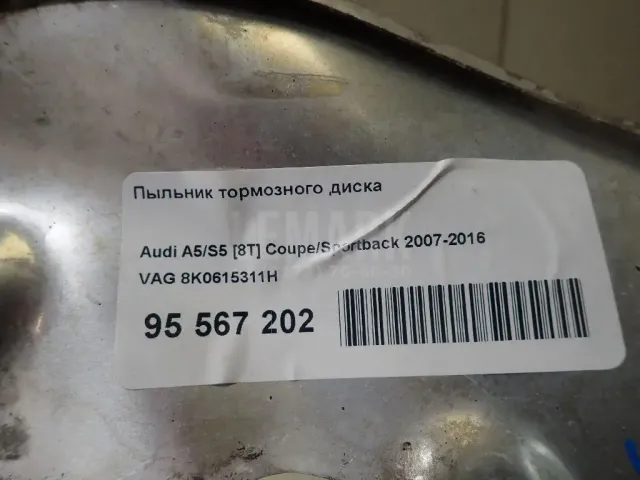 Пыльник тормозного диска
Audi A5/S5 [8T] Coupe/Sportback 2007-2016
VAG 8K0615311H
95 567 202